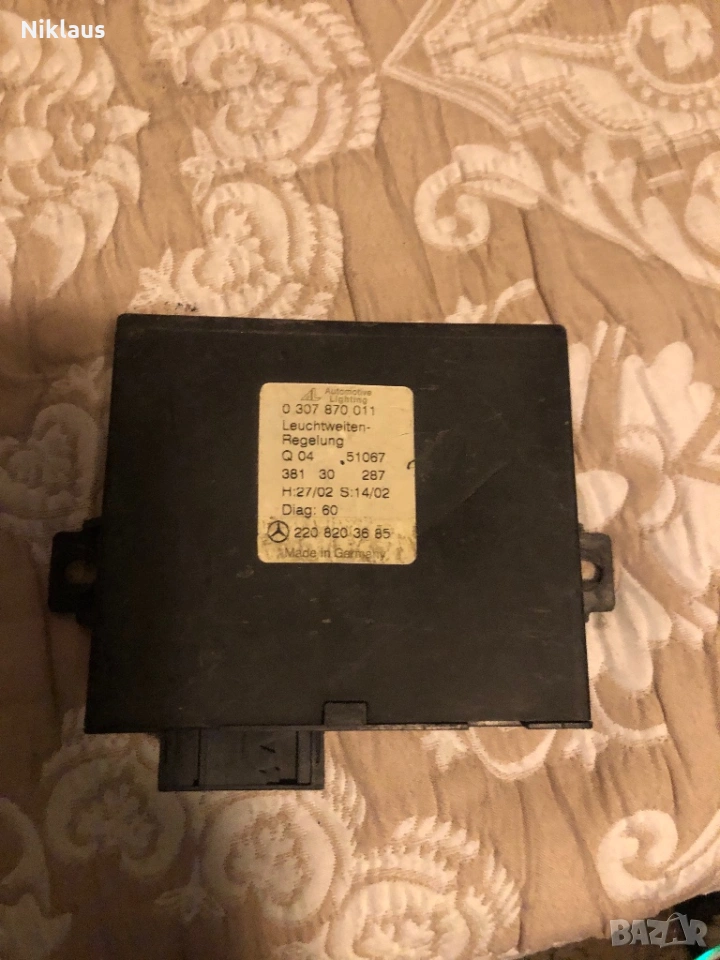 Niklaus
Automotive
Lighting
0 307 870 011
Leuchtweiten-
Regelung
Q 04 51067
381 30 287
H:27/02 S:14/02
Diag: 60
220 820 36 85
Made in Germany
BAZAR